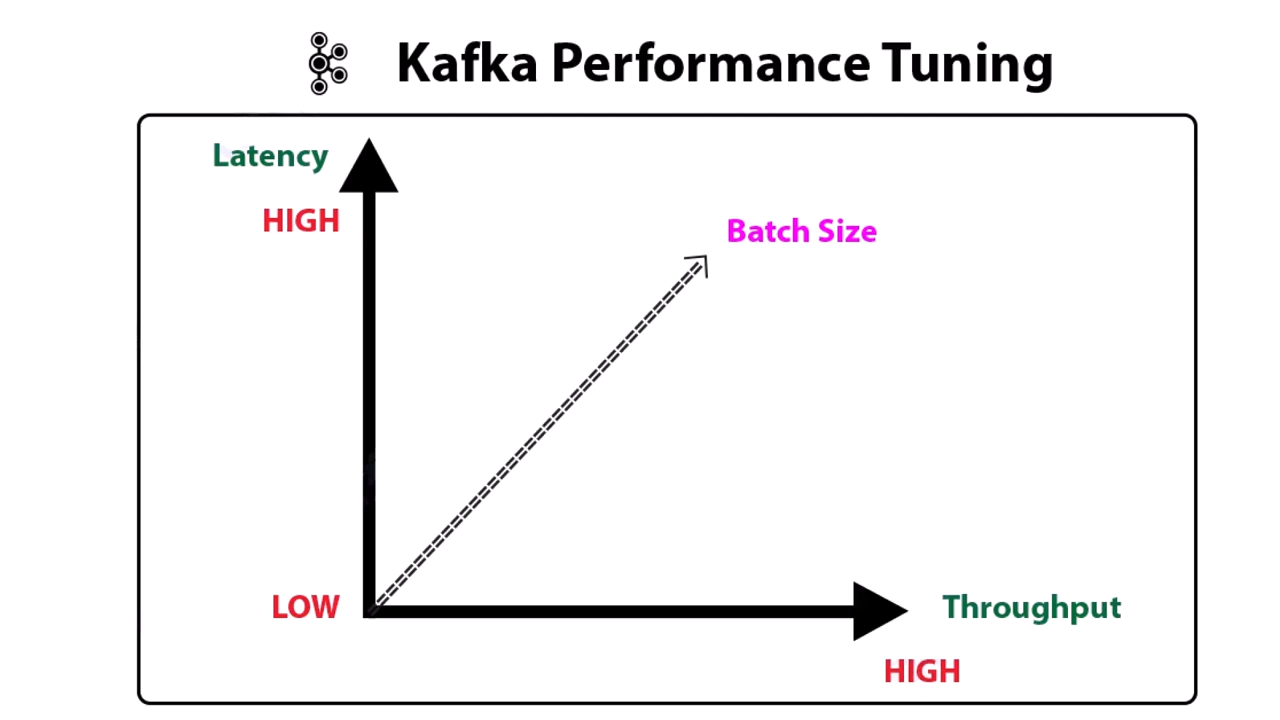 Kafka Performance Tuning
Latency
HIGH
Batch Size
LOW
Throughput
HIGH